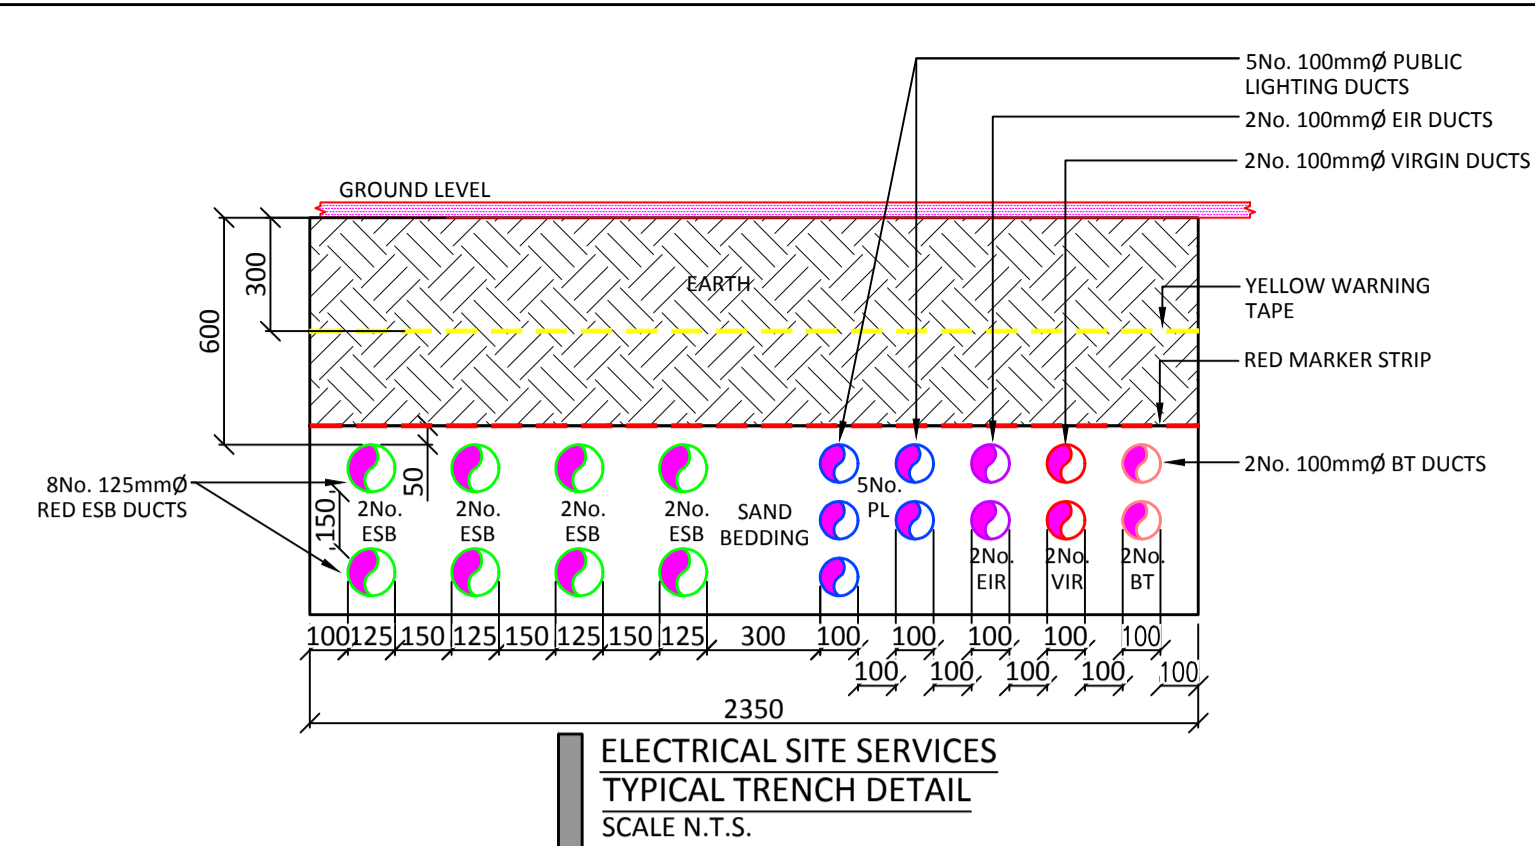 5No. 100mmØ PUBLIC
LIGHTING DUCTS
2No. 100mmØ EIR DUCTS
2No. 100mmØ VIRGIN DUCTS
GROUND LEVEL
300
600
EARTH
YELLOW WARNING
TAPE
RED MARKER STRIP
8No. 125mmØ
RED ESB DUCTS
150
50
2No.
ESB
2No.
ESB
2No.
ESB
2No.
ESB
SAND
BEDDING
5No.
PL
2No.
EIR
2No.
VIR
2No.
BT
2No. 100mmØ BT DUCTS
100 125 150 125 150 125 150 125 300 100 100 100 100 100
100 100 100 100 100
2350
ELECTRICAL SITE SERVICES
TYPICAL TRENCH DETAIL
SCALE N.T.S.